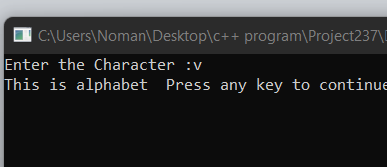 C:\Users\Noman\Desktop\c++ program\Project237\
Enter the Character :v
This is alphabet  Press any key to continue